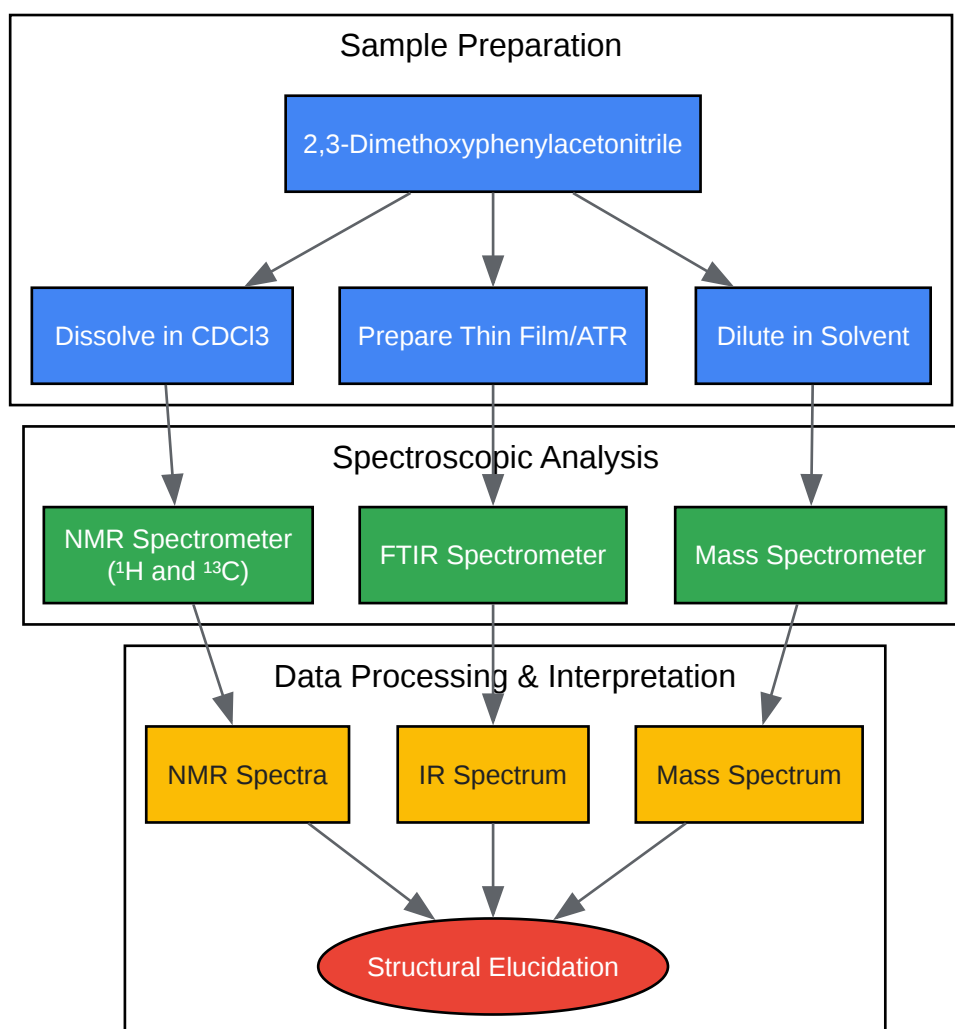 Sample Preparation
2,3-Dimethoxyphenylacetonitrile
Dissolve in CDCl3
Prepare Thin Film/ATR
Dilute in Solvent
Spectroscopic Analysis
NMR Spectrometer
(¹H and ¹³C)
FTIR Spectrometer
Mass Spectrometer
Data Processing & Interpretation
NMR Spectra
IR Spectrum
Mass Spectrum
Structural Elucidation